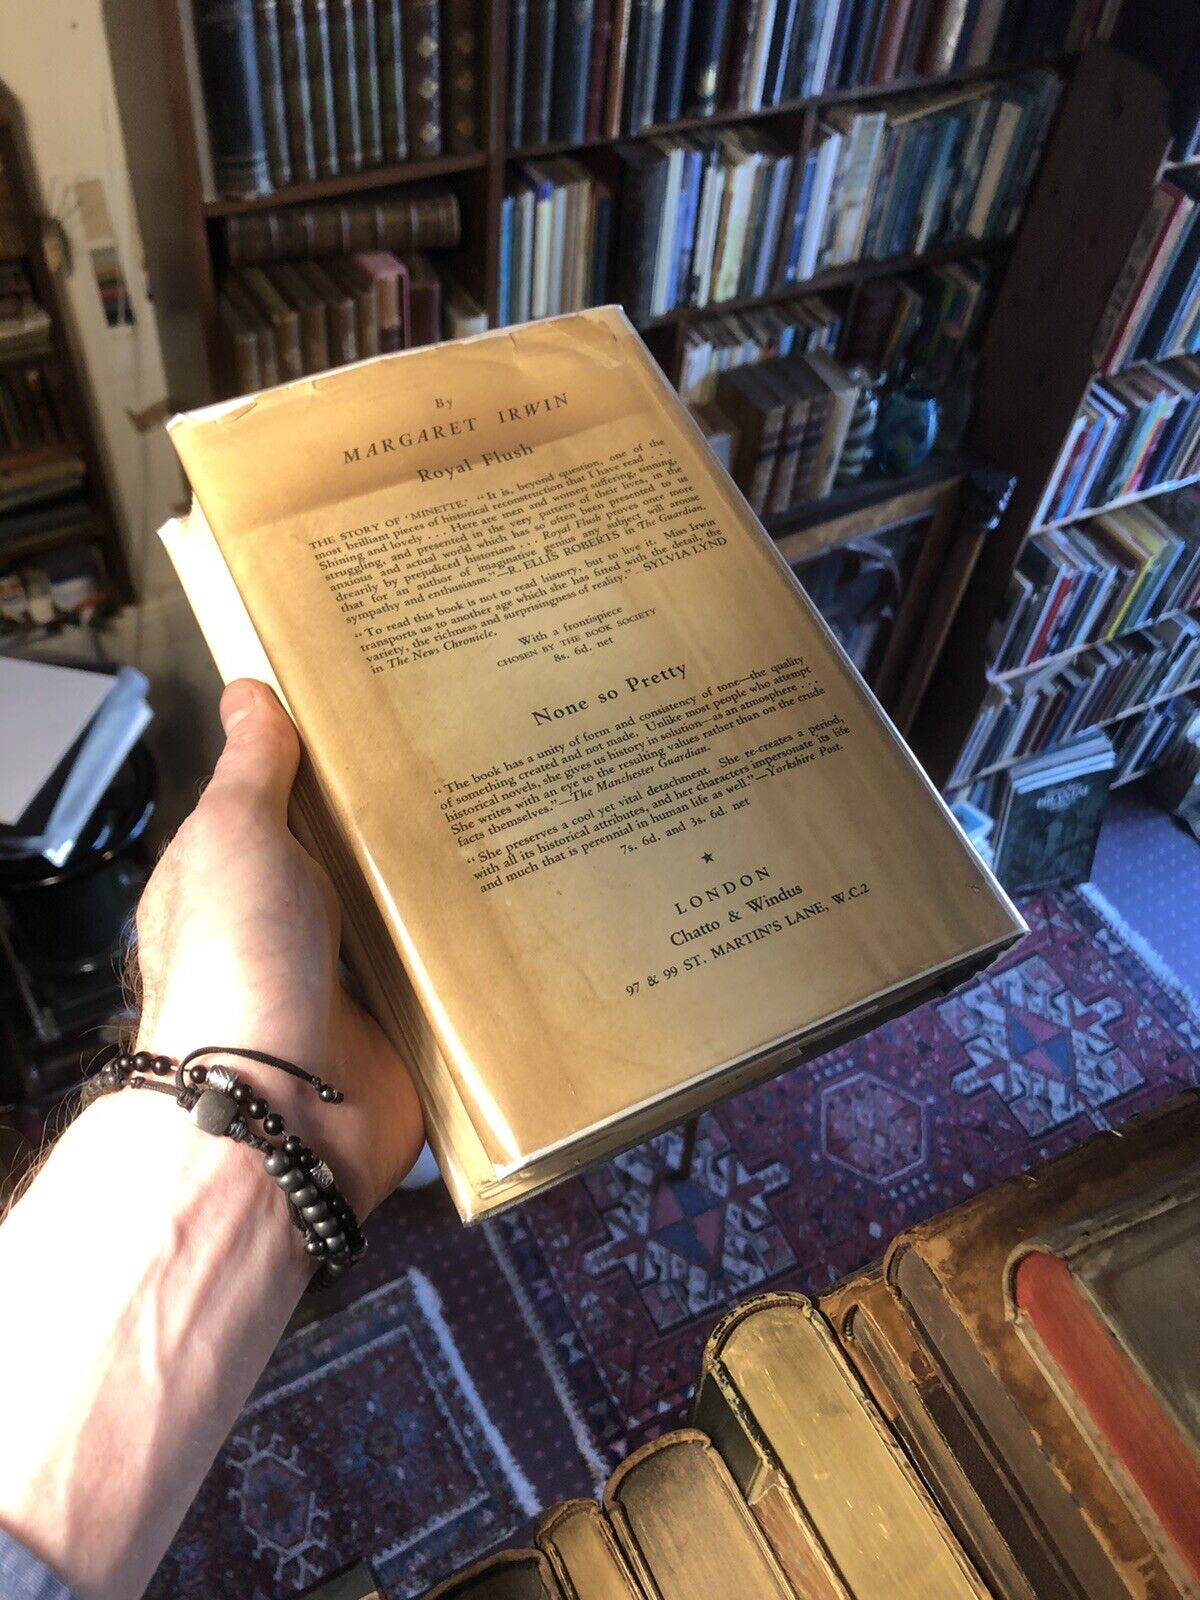 By
MARGARET IRWIN
Royal Flush
THE STORY OF 'MINETTE.' "It is, beyond question, one of the
most brilliant pieces of historical reconstruction that I have read . . .
Shining and lovely . . . Here are men and women suffering, sinning,
struggling, and presented in the very pattern of their lives, in the
anxious and actual world which has so often been presented to us
drearily by prejudiced historians . . . Royal Flush proves once more
that for an author of imaginative genius any subject will arouse
sympathy and enthusiasm."—R. ELLIS ROBERTS in The Guardian.
"To read this book is not to read history, but to live it. Miss Irwin
transports us to another age which she has fitted with the detail, the
variety, the richness and surprisingness of reality."—SYLVIA LYND
in The News Chronicle.
With a frontispiece
CHOSEN BY THE BOOK SOCIETY
8s. 6d. net
None so Pretty
"The book has a unity of form and consistency of tone—the quality
of something created and not made. Unlike most people who attempt
historical novels, she gives us history in solution—as an atmosphere . . .
She writes with an eye to the resulting values rather than on the crude
facts themselves."—The Manchester Guardian.
"She preserves a cool yet vital detachment. She re-creates a period,
with all its historical attributes, and her characters impersonate its life
and much that is perennial in human life as well."—Yorkshire Post.
7s. 6d. and 3s. 6d. net
LONDON
Chatto & Windus
97 & 99 ST. MARTIN'S LANE, W.C.2